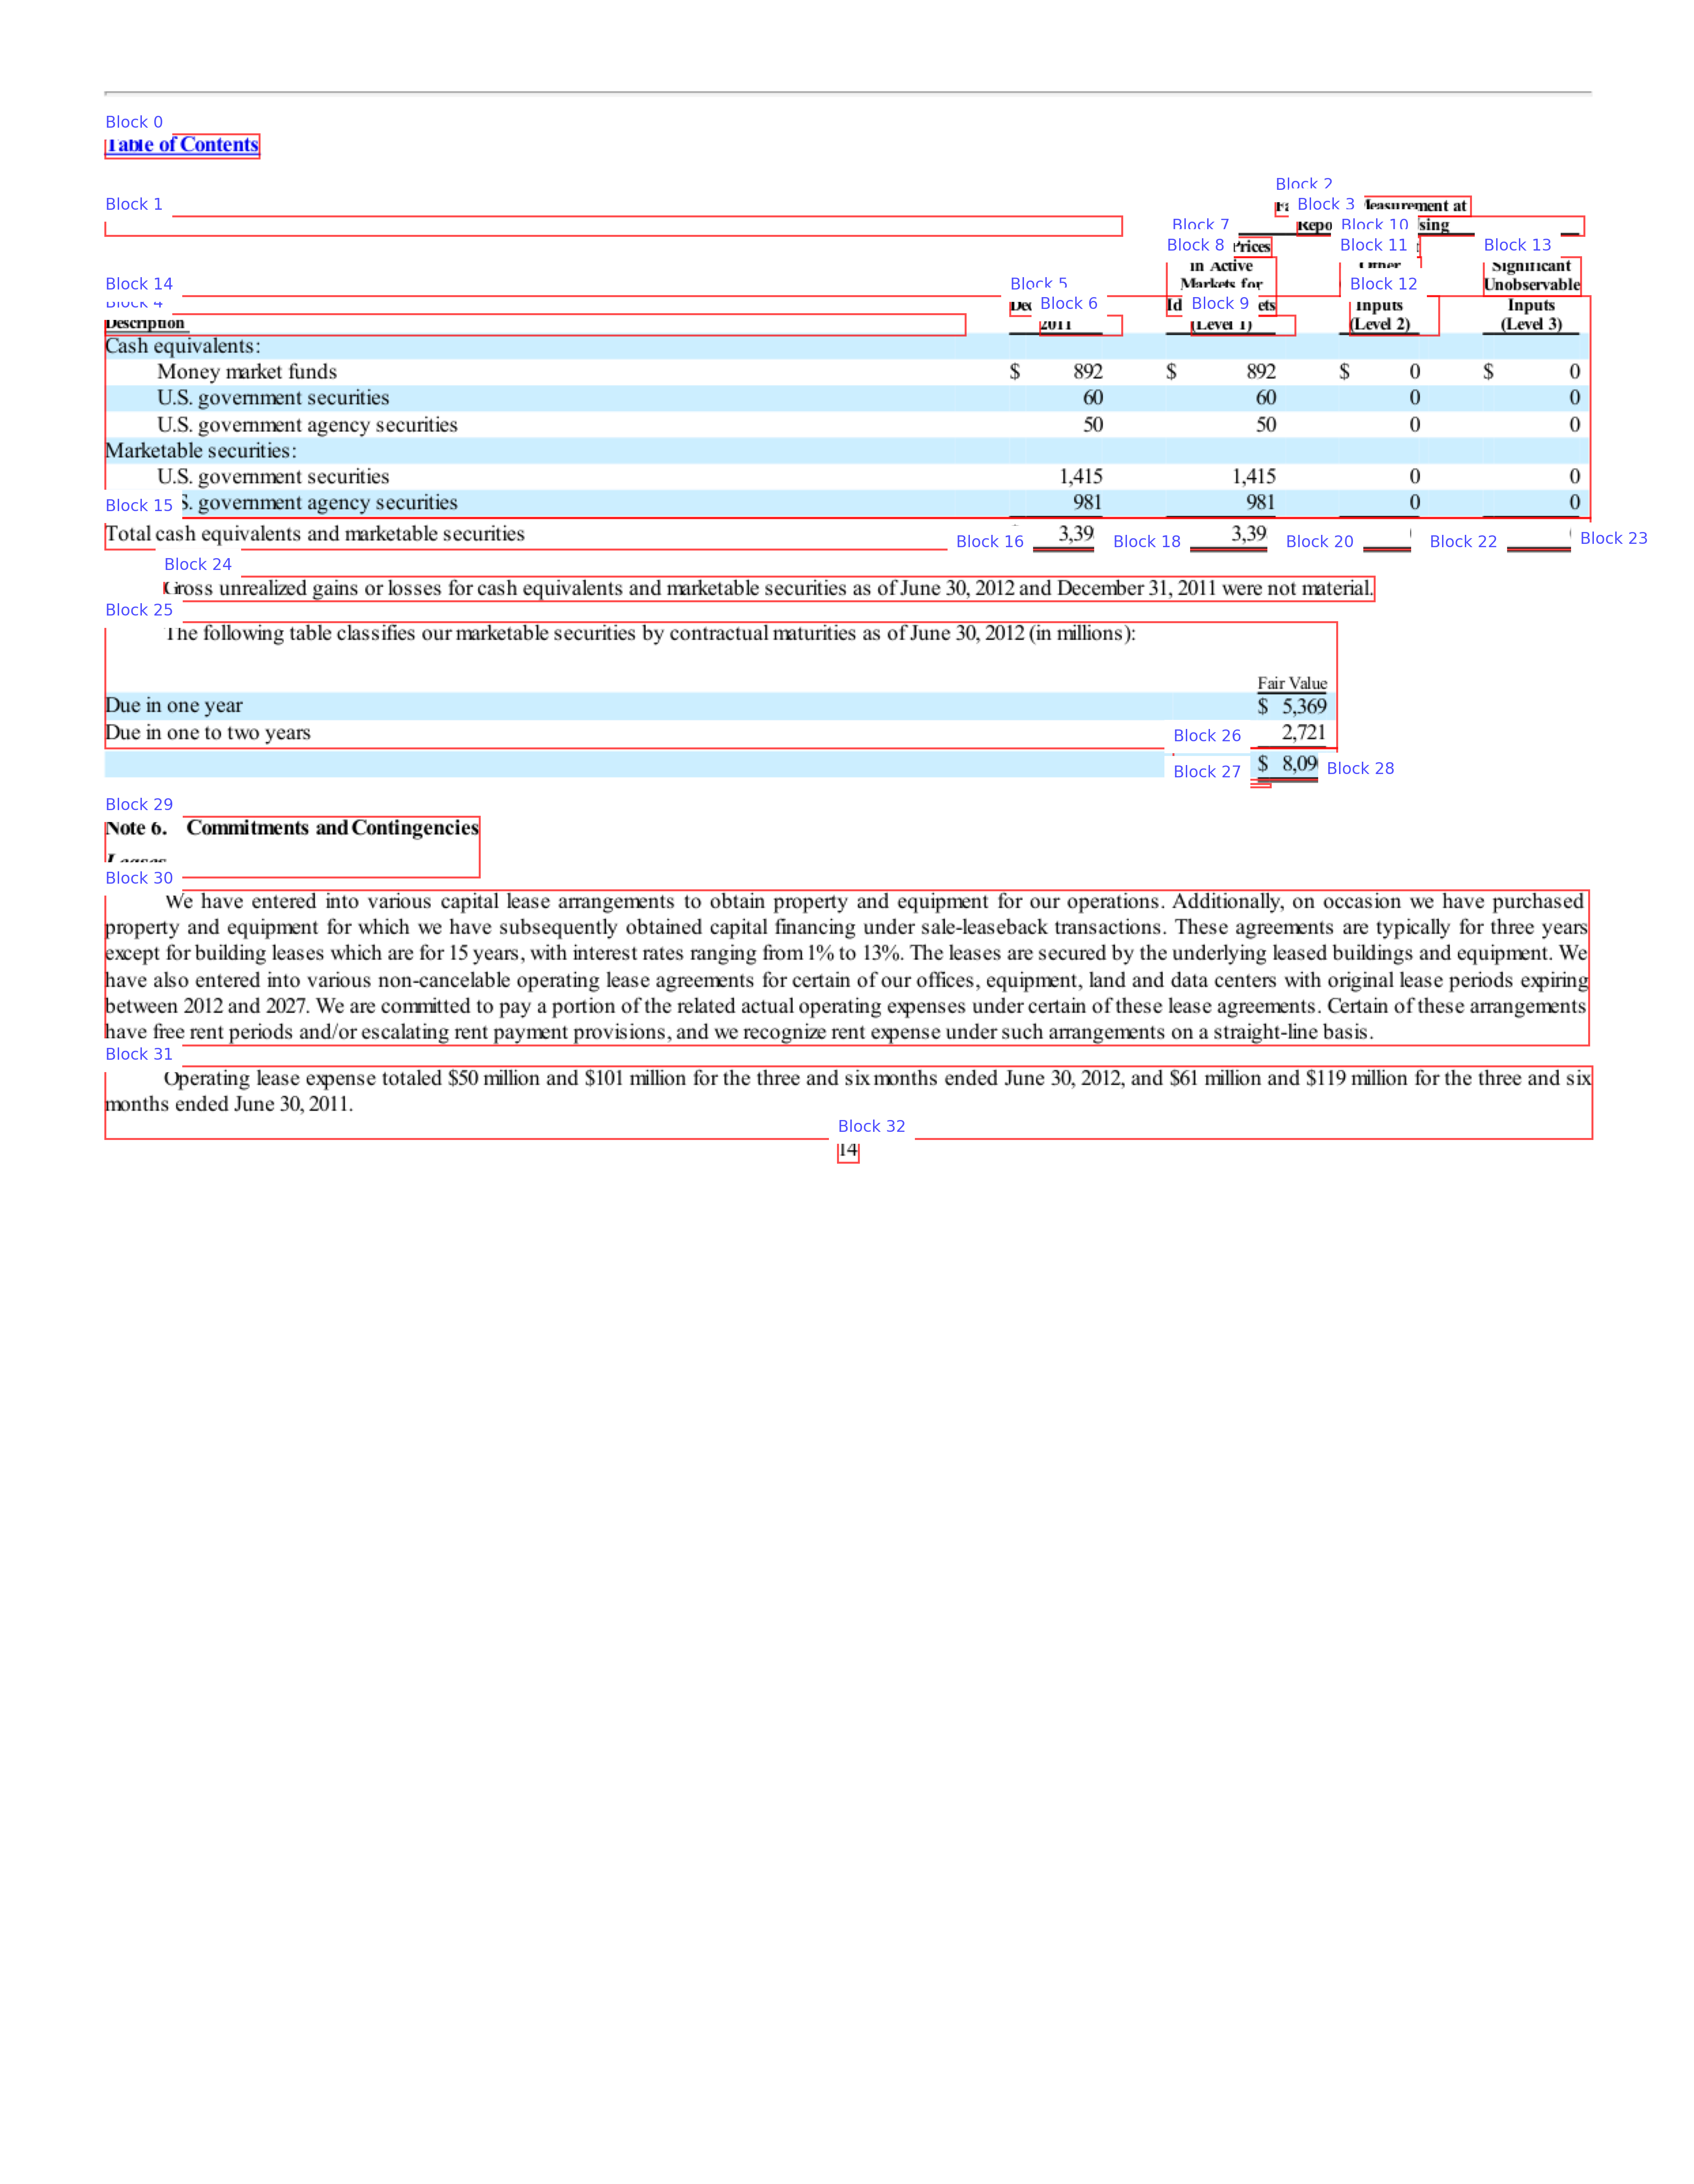 Block 0
Table of Contents
Block 2
Block 1 Block 3 Measurement at
Block 7 Repo Block 10 sing
Block 8 Prices Block 11 Block 13
in Active Other Significant
Block 14 Block 5 Markets for Block 12 Unobservable
Block 4 Block 6 Block 9 Inputs Inputs
Description 2011 (Level 1) (Level 2) (Level 3)
Cash equivalents:
Money market funds $ 892 $ 892 $ 0 $ 0
U.S. government securities 60 60 0 0
U.S. government agency securities 50 50 0 0
Marketable securities:
U.S. government securities 1,415 1,415 0 0
Block 15 S. government agency securities 981 981 0 0
Total cash equivalents and marketable securities Block 16 3,39 Block 18 3,39 Block 20 Block 22 Block 23
Block 24
Gross unrealized gains or losses for cash equivalents and marketable securities as of June 30, 2012 and December 31, 2011 were not material.
Block 25
The following table classifies our marketable securities by contractual maturities as of June 30, 2012 (in millions):
Fair Value
Due in one year $ 5,369
Due in one to two years Block 26 2,721
Block 27 $ 8,09 Block 28
Block 29
Note 6. Commitments and Contingencies
Leases
Block 30
We have entered into various capital lease arrangements to obtain property and equipment for our operations. Additionally, on occasion we have purchased
property and equipment for which we have subsequently obtained capital financing under sale-leaseback transactions. These agreements are typically for three years
except for building leases which are for 15 years, with interest rates ranging from 1% to 13%. The leases are secured by the underlying leased buildings and equipment. We
have also entered into various non-cancelable operating lease agreements for certain of our offices, equipment, land and data centers with original lease periods expiring
between 2012 and 2027. We are committed to pay a portion of the related actual operating expenses under certain of these lease agreements. Certain of these arrangements
have free rent periods and/or escalating rent payment provisions, and we recognize rent expense under such arrangements on a straight-line basis.
Block 31
Operating lease expense totaled $50 million and $101 million for the three and six months ended June 30, 2012, and $61 million and $119 million for the three and six
months ended June 30, 2011.
Block 32
14